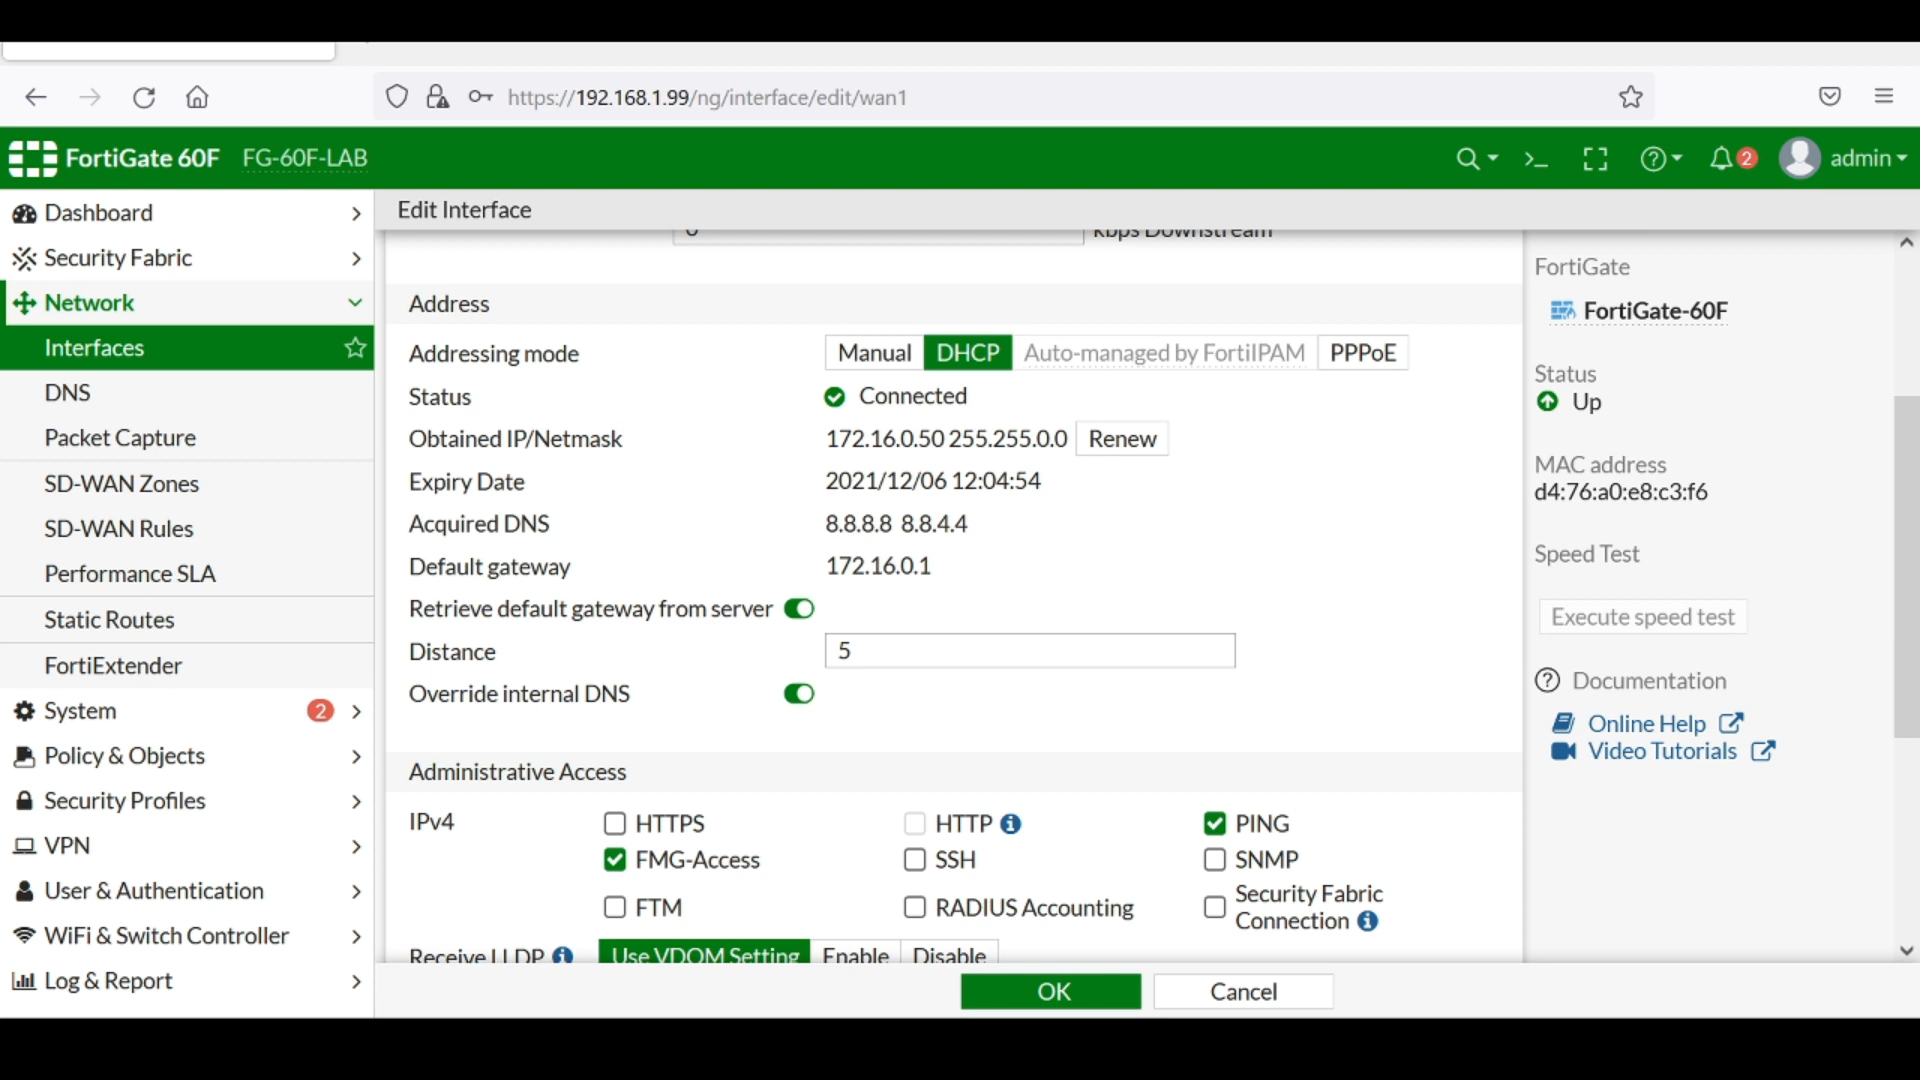 https://192.168.1.99/ng/interface/edit/wan1
FortiGate 60F FG-60F-LAB
2 admin
Dashboard
Security Fabric
Network
Interfaces
DNS
Packet Capture
SD-WAN Zones
SD-WAN Rules
Performance SLA
Static Routes
FortiExtender
System 2
Policy & Objects
Security Profiles
VPN
User & Authentication
WiFi & Switch Controller
Log & Report
Edit Interface
0 kbps Downstream
Address
Addressing mode Manual DHCP Auto-managed by FortiIPAM PPPoE
Status Connected
Obtained IP/Netmask 172.16.0.50 255.255.0.0 Renew
Expiry Date 2021/12/06 12:04:54
Acquired DNS 8.8.8.8 8.8.4.4
Default gateway 172.16.0.1
Retrieve default gateway from server
Distance 5
Override internal DNS
Administrative Access
IPv4 HTTPS HTTP PING
FMG-Access SSH SNMP
FTM RADIUS Accounting Security Fabric
Connection
Receive LLDP Use VDOM Setting Enable Disable
OK Cancel
FortiGate
FortiGate-60F
Status
Up
MAC address
d4:76:a0:e8:c3:f6
Speed Test
Execute speed test
Documentation
Online Help
Video Tutorials